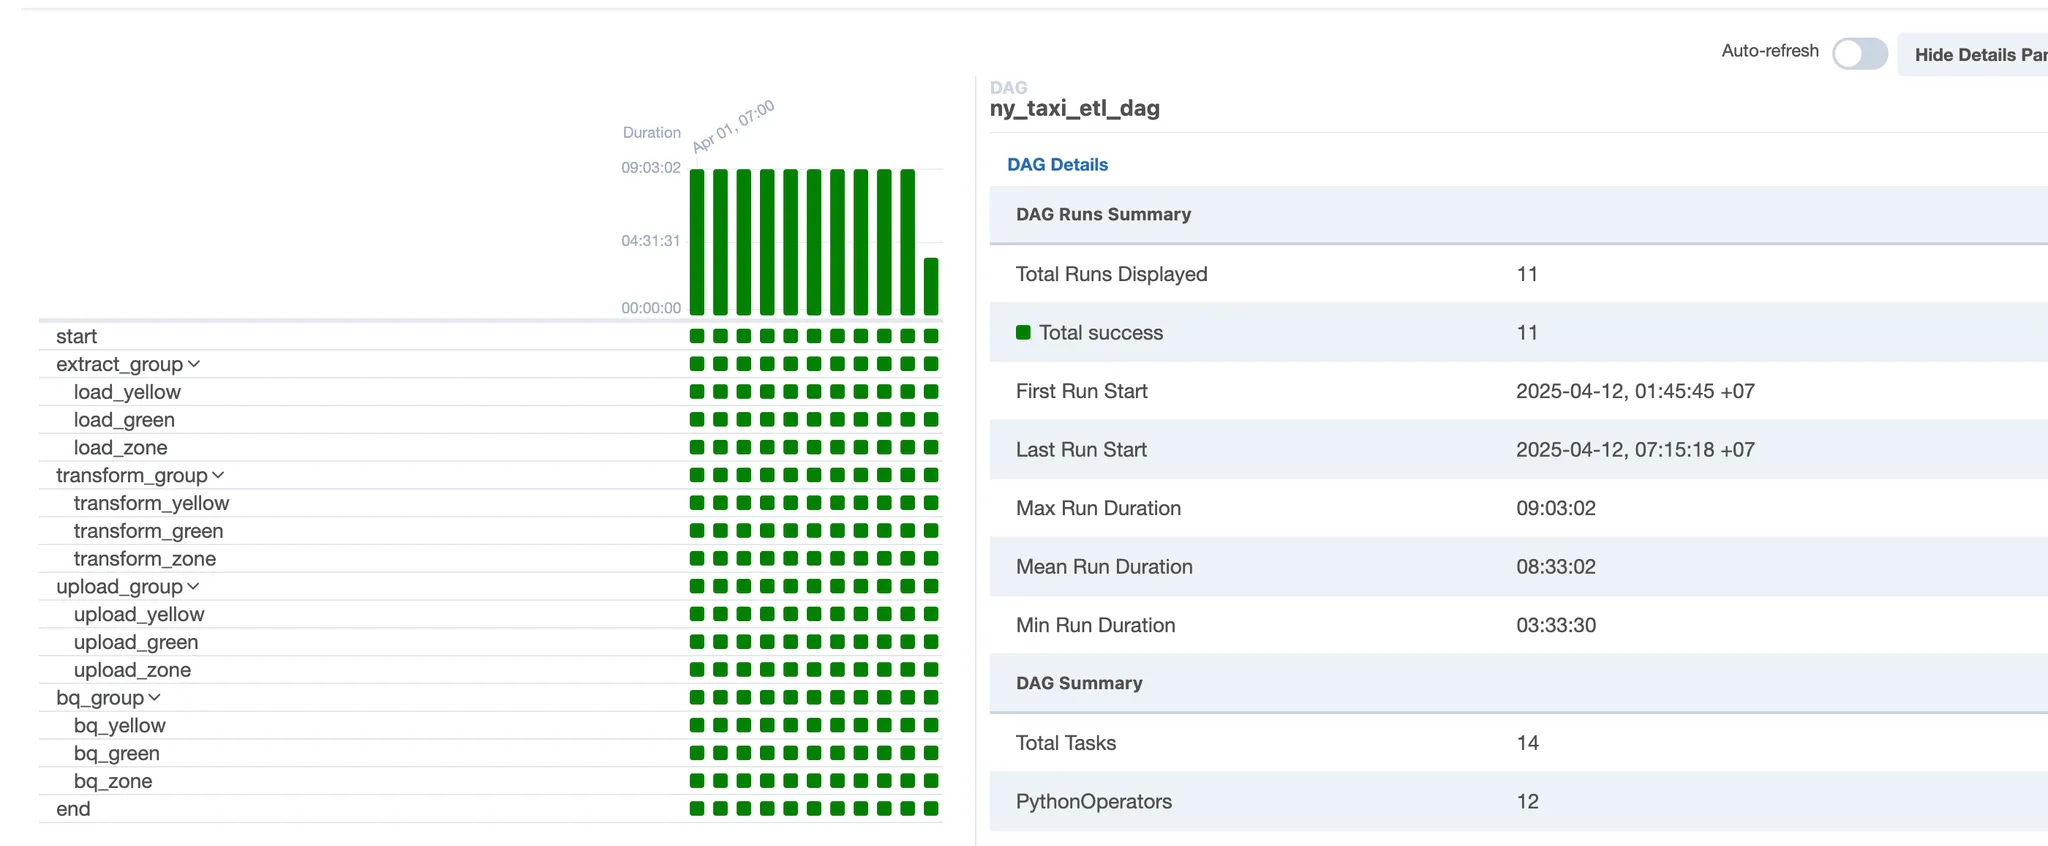 Auto-refresh
Hide Details Par
Duration
Apr 01, 07:00
09:03:02
04:31:31
00:00:00
start
extract_group
load_yellow
load_green
load_zone
transform_group
transform_yellow
transform_green
transform_zone
upload_group
upload_yellow
upload_green
upload_zone
bq_group
bq_yellow
bq_green
bq_zone
end
DAG
ny_taxi_etl_dag
DAG Details
DAG Runs Summary
Total Runs Displayed 11
Total success 11
First Run Start 2025-04-12, 01:45:45 +07
Last Run Start 2025-04-12, 07:15:18 +07
Max Run Duration 09:03:02
Mean Run Duration 08:33:02
Min Run Duration 03:33:30
DAG Summary
Total Tasks 14
PythonOperators 12